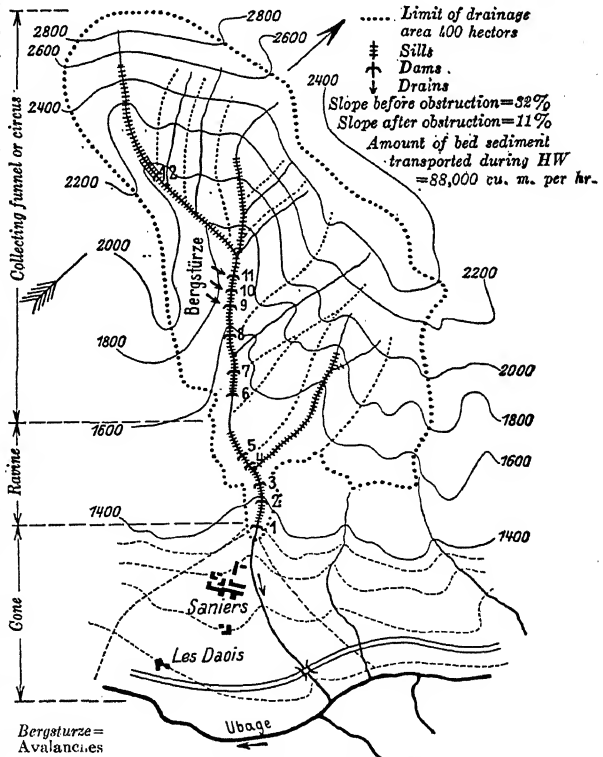 2800
2600
2400
2200
2000
1800
1600
1400
2800
2600
2400
2200
2000
1800
1600
1400
Limit of drainage
area 400 hectors
Sills
Dams.
Drains
Slope before obstruction=32%
Slope after obstruction=11%
Amount of bed sediment
transported during HW
=88,000 cu. m. per hr.
Collecting funnel or circus
Ravine
Cone
Bergstürze
12
11
10
9
8
7
6
5
4
3
2
1
Saniers
Les Daois
Ubage
Bergsturze=
Avalanches